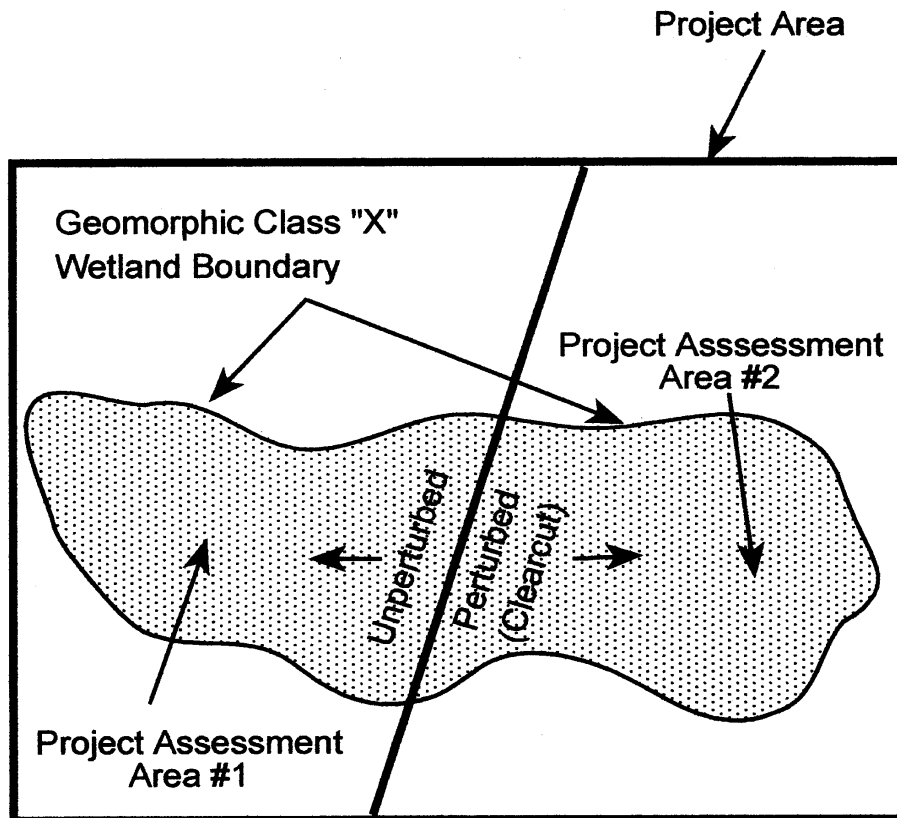 Project Area
Geomorphic Class "X"
Wetland Boundary
Project Asssessment
Area #2
Unperturbed
Perturbed
(Clearcut)
Project Assessment
Area #1